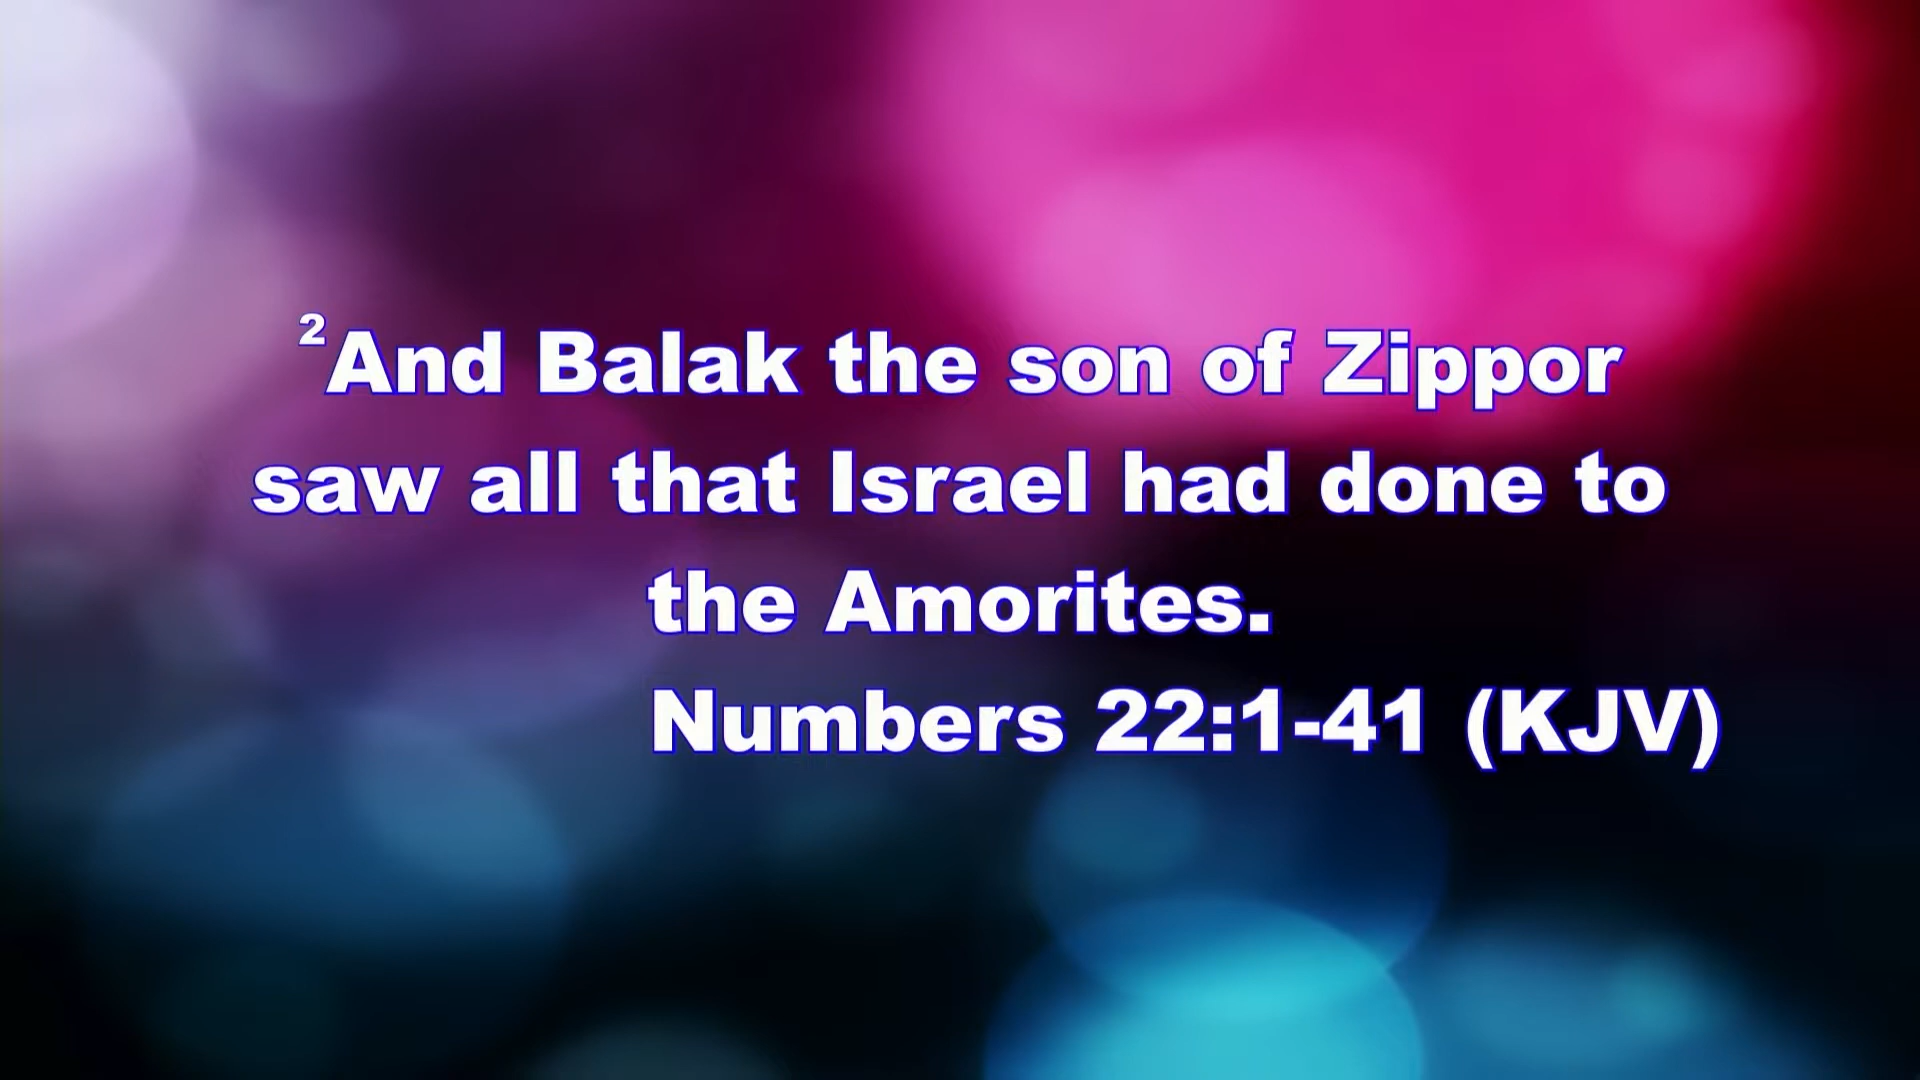 ²And Balak the son of Zippor
saw all that Israel had done to
the Amorites.
Numbers 22:1-41 (KJV)